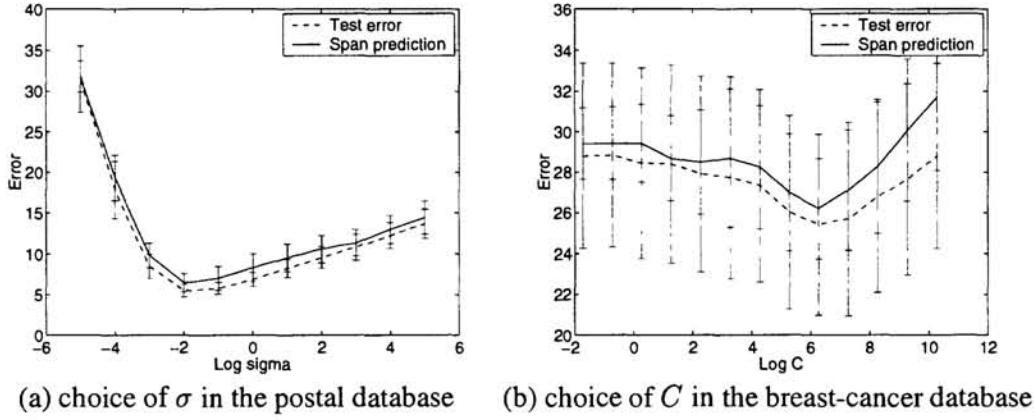 (a)
(b)
Test error
Span prediction
40
35
30
25
20
15
10
5
0
Error
−6
−4
−2
0
2
4
6
Log sigma
Test error
Span prediction
36
34
32
30
28
26
24
22
20
Error
−2
0
2
4
6
8
10
12
Log C
(a) choice of σ in the postal database
(b) choice of C in the breast-cancer database